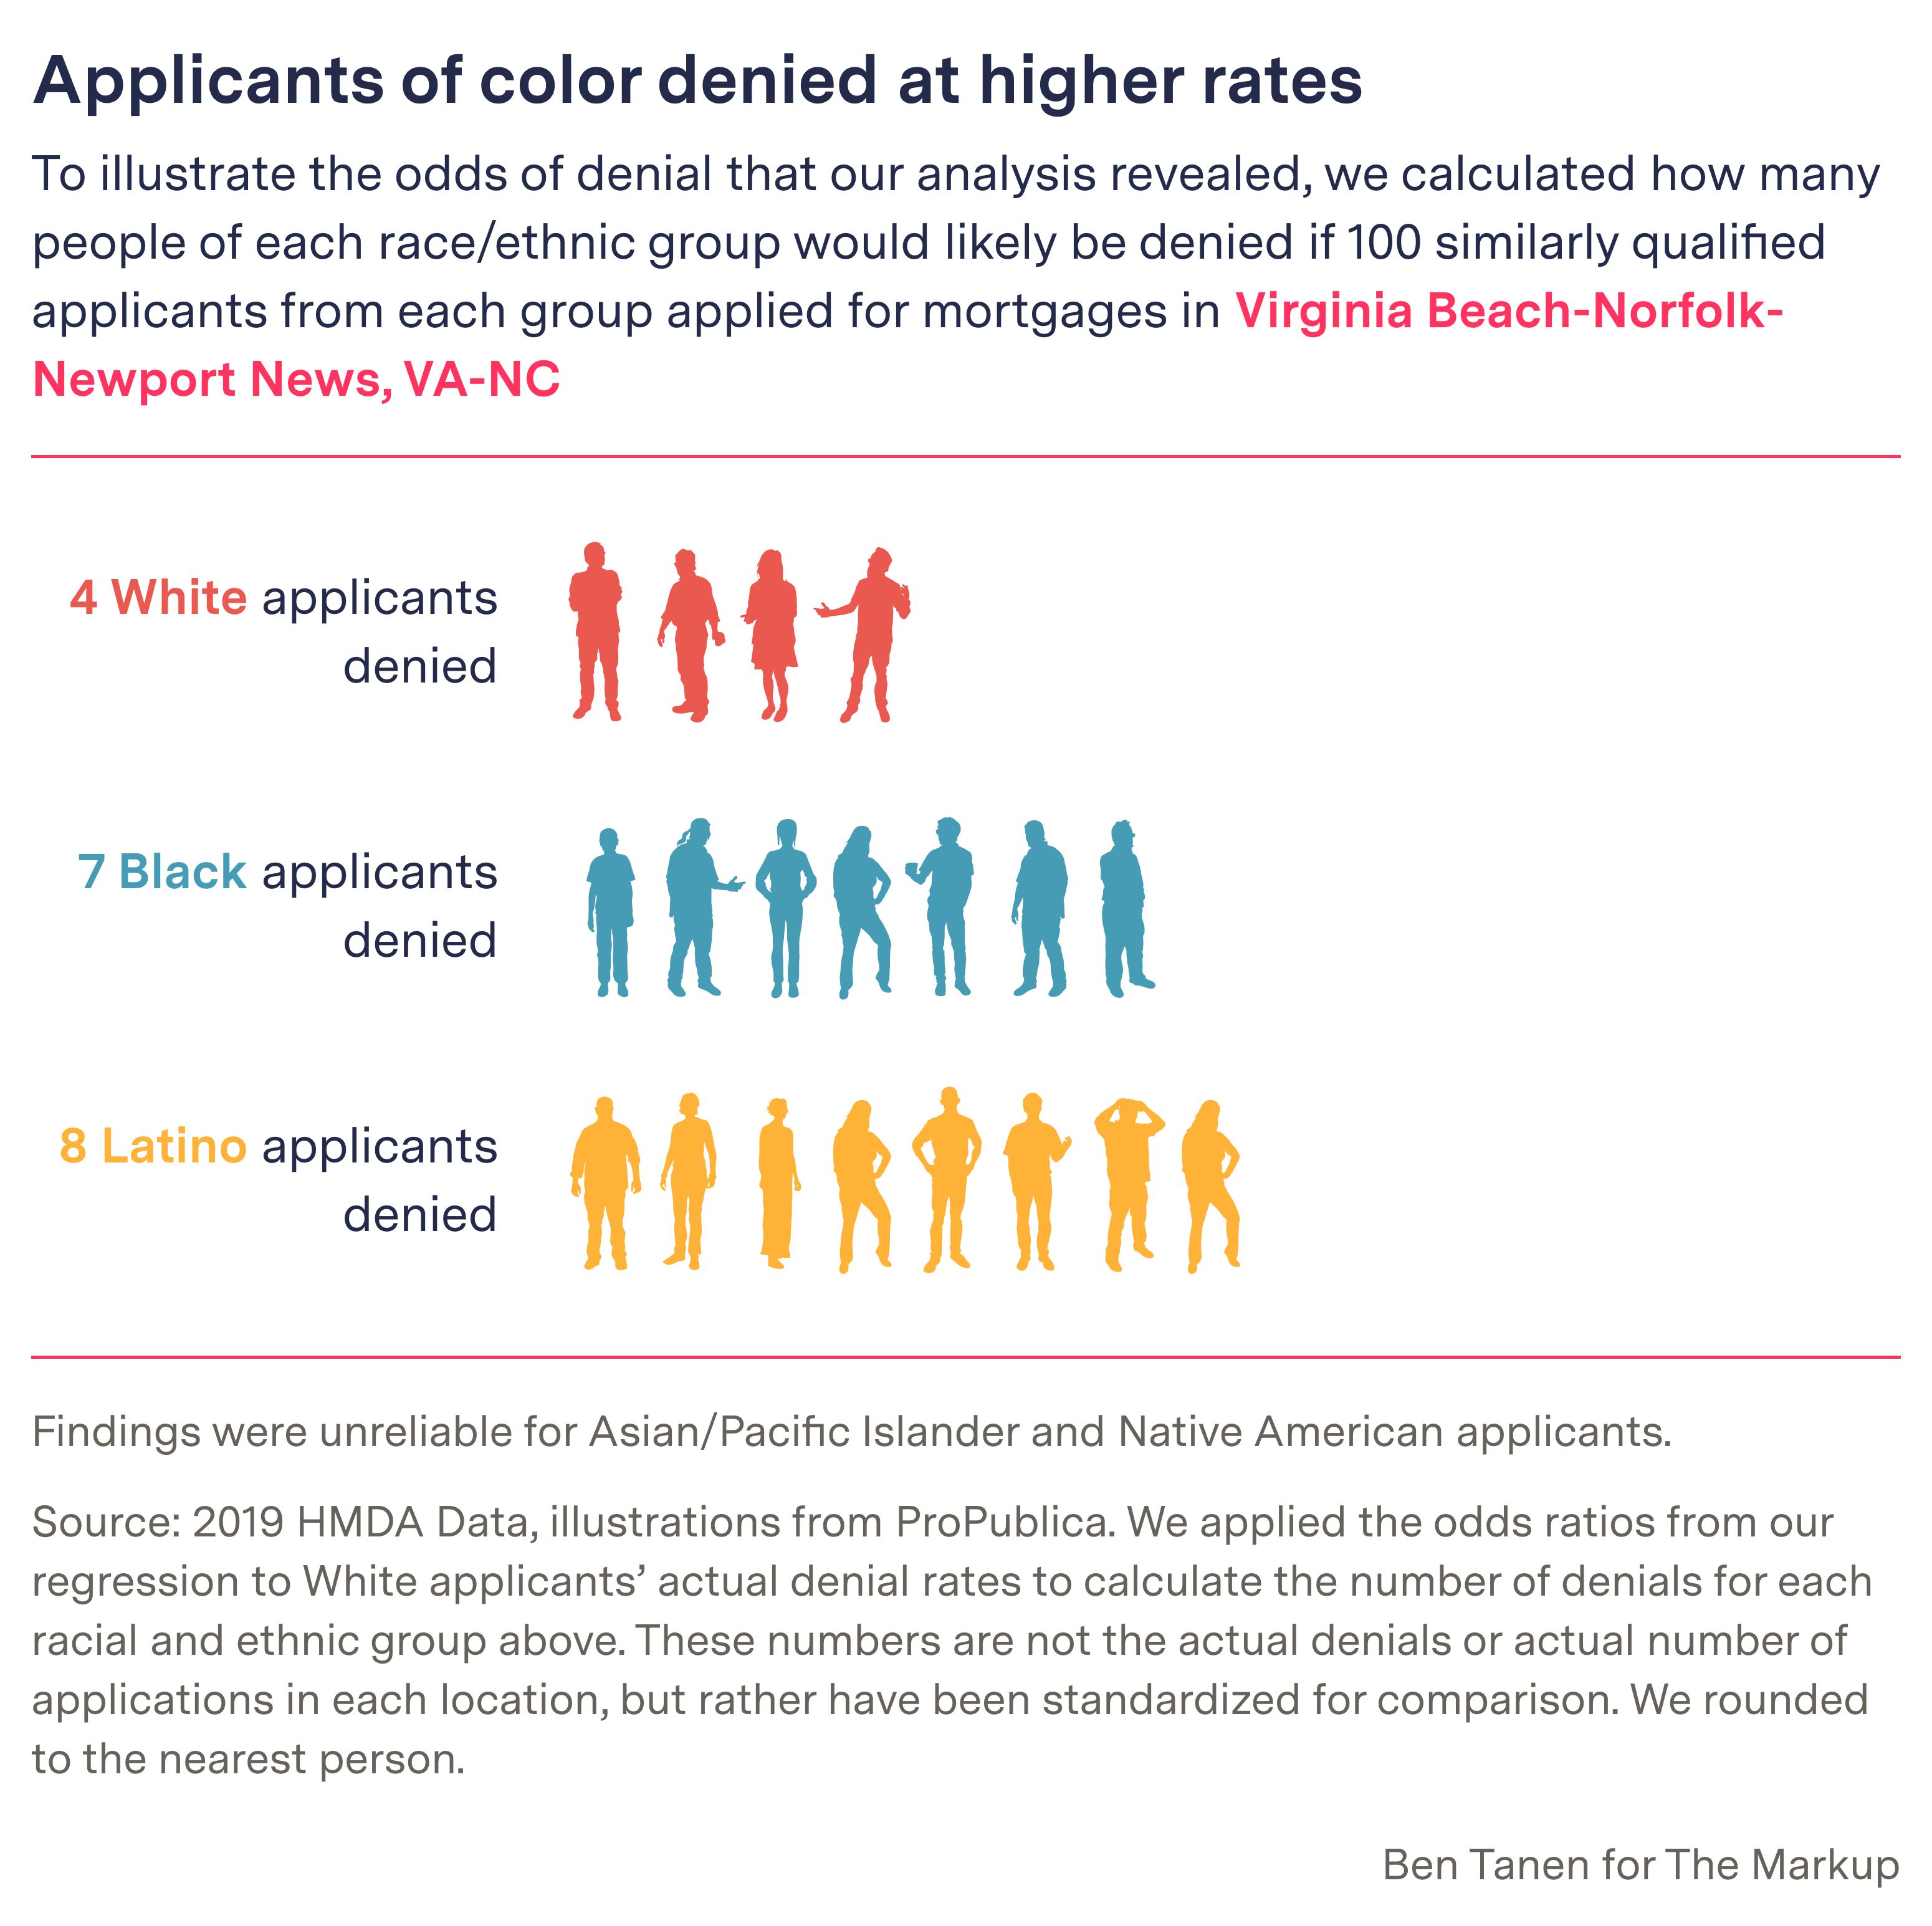 Applicants of color denied at higher rates
To illustrate the odds of denial that our analysis revealed, we calculated how many
people of each race/ethnic group would likely be denied if 100 similarly qualified
applicants from each group applied for mortgages in Virginia Beach-Norfolk-
Newport News, VA-NC
4 White applicants
denied
7 Black applicants
denied
8 Latino applicants
denied
Findings were unreliable for Asian/Pacific Islander and Native American applicants.
Source: 2019 HMDA Data, illustrations from ProPublica. We applied the odds ratios from our
regression to White applicants’ actual denial rates to calculate the number of denials for each
racial and ethnic group above. These numbers are not the actual denials or actual number of
applications in each location, but rather have been standardized for comparison. We rounded
to the nearest person.
Ben Tanen for The Markup